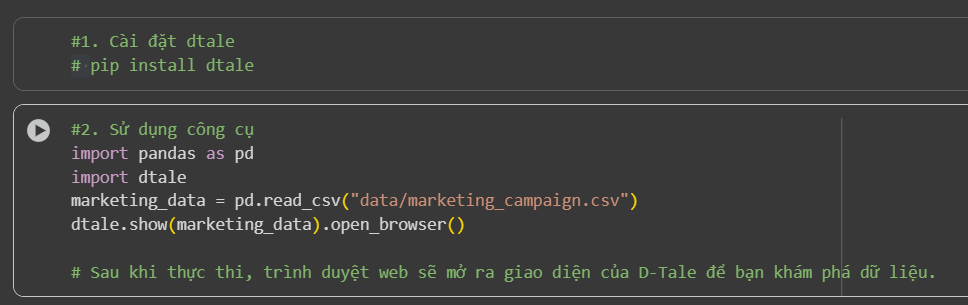 #1. Cài đặt dtale
# pip install dtale
#2. Sử dụng công cụ
import pandas as pd
import dtale
marketing_data = pd.read_csv("data/marketing_campaign.csv")
dtale.show(marketing_data).open_browser()
# Sau khi thực thi, trình duyệt web sẽ mở ra giao diện của D-Tale để bạn khám phá dữ liệu.